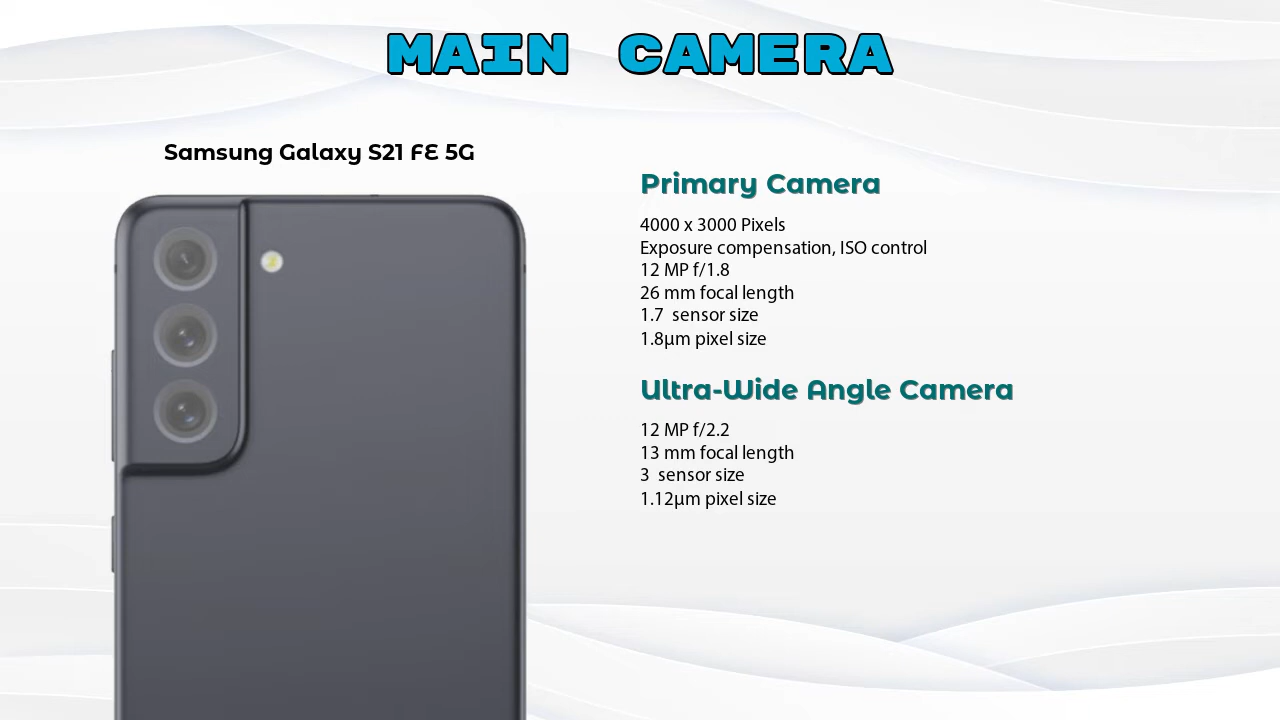 MAIN CAMERA
Samsung Galaxy S21 FE 5G
Primary Camera
4000 x 3000 Pixels
Exposure compensation, ISO control
12 MP f/1.8
26 mm focal length
1.7  sensor size
1.8µm pixel size
Ultra-Wide Angle Camera
12 MP f/2.2
13 mm focal length
3  sensor size
1.12µm pixel size